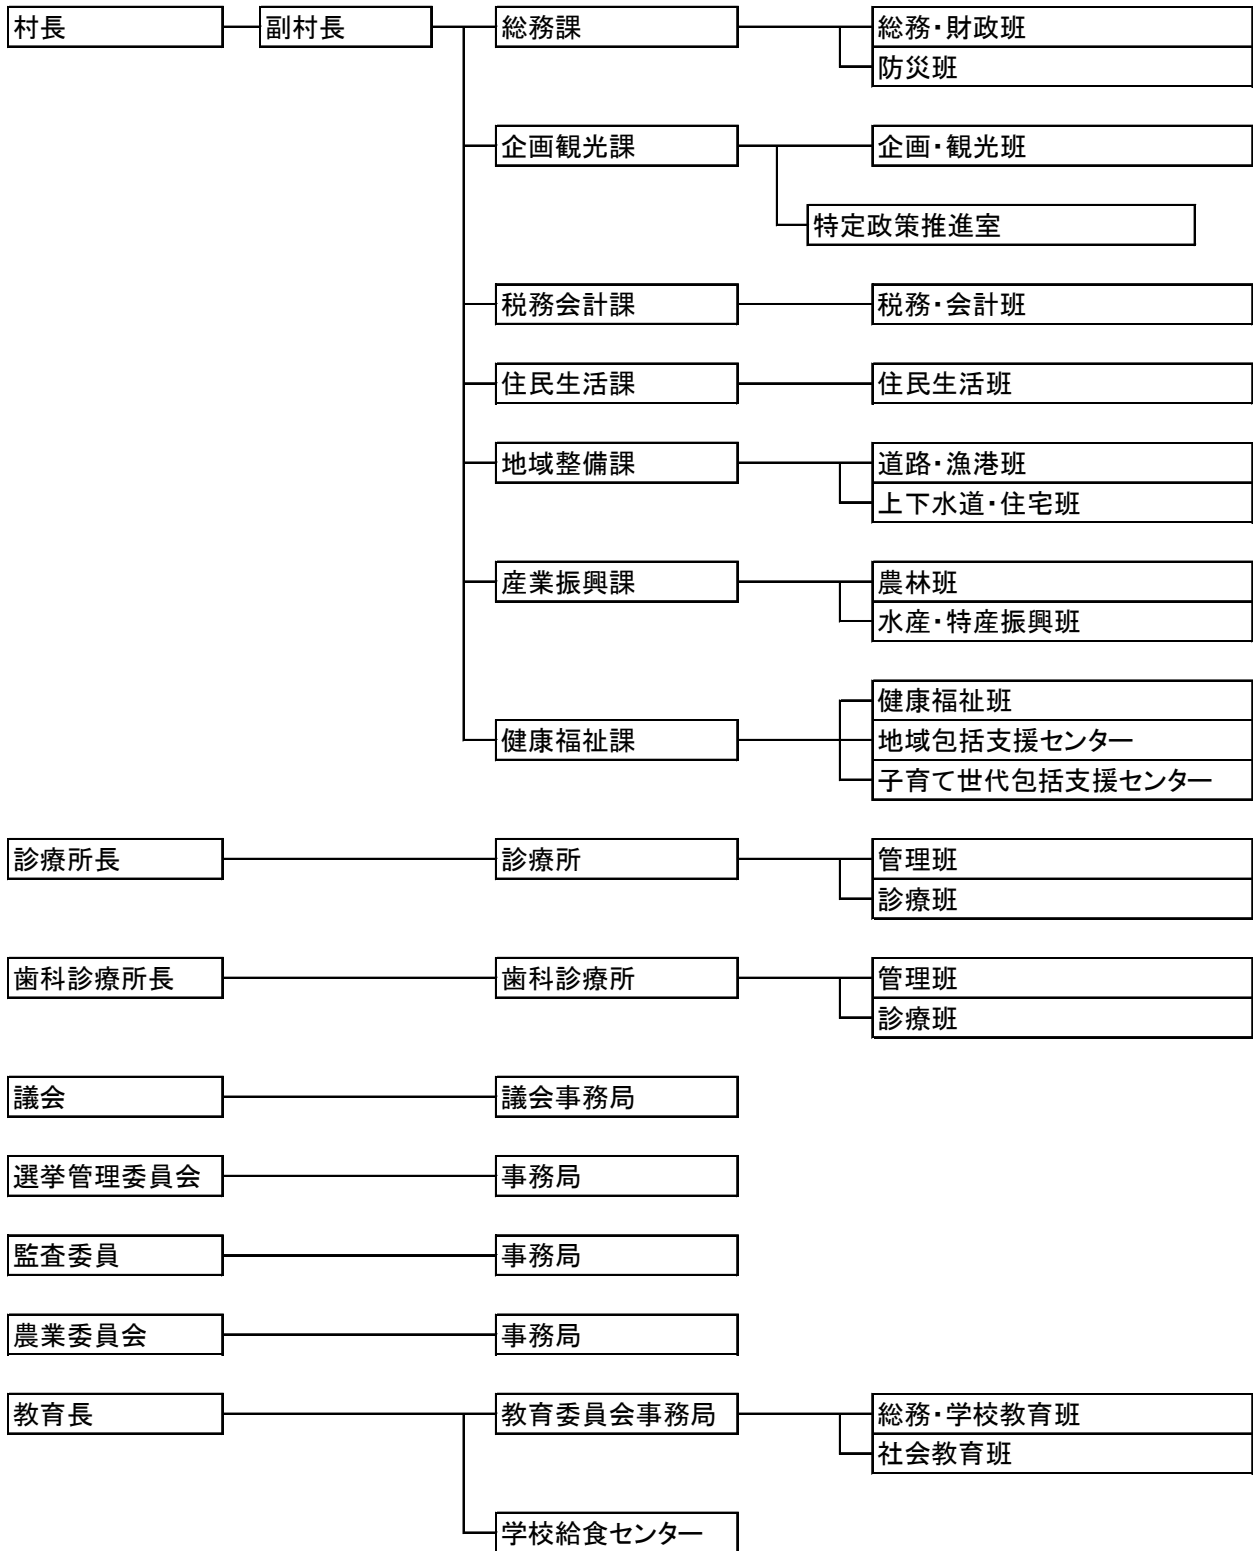 村長 副村長 総務課 総務・財政班
防災班
企画観光課 企画・観光班
特定政策推進室
税務会計課 税務・会計班
住民生活課 住民生活班
地域整備課 道路・漁港班
上下水道・住宅班
産業振興課 農林班
水産・特産振興班
健康福祉班
健康福祉課 地域包括支援センター
子育て世代包括支援センター
診療所長 診療所 管理班
診療班
歯科診療所長 歯科診療所 管理班
診療班
議会 議会事務局
選挙管理委員会 事務局
監査委員 事務局
農業委員会 事務局
教育長 教育委員会事務局 総務・学校教育班
社会教育班
学校給食センター